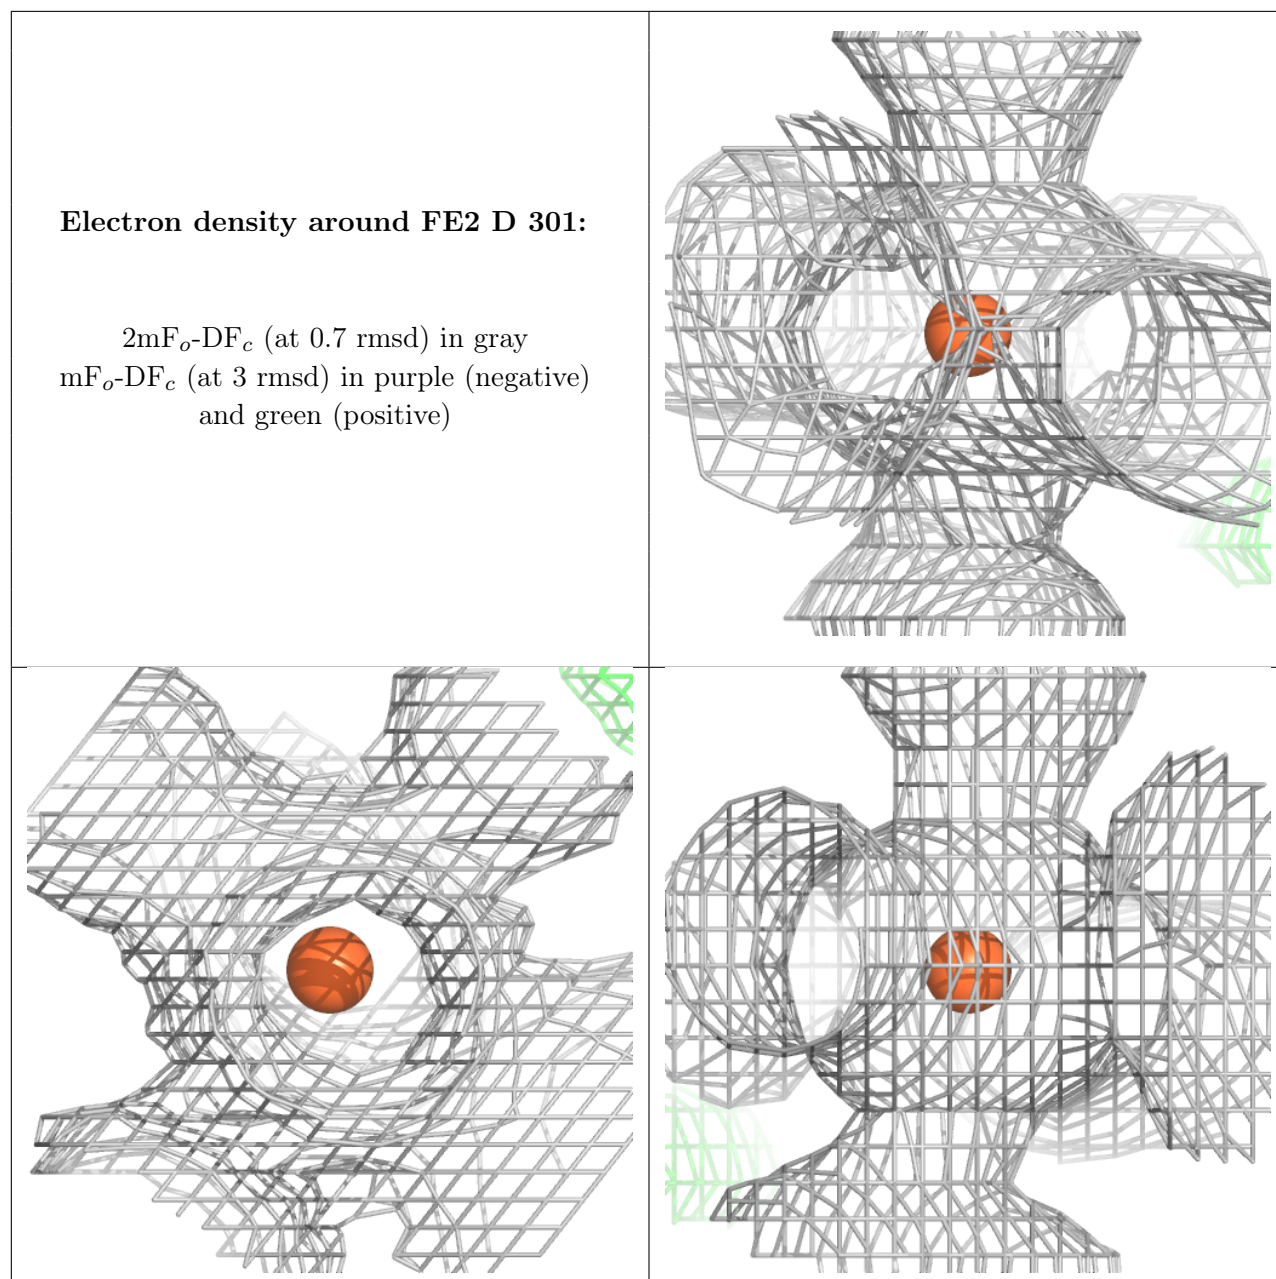 Electron density around FE2 D 301:
2mFo-DFc (at 0.7 rmsd) in gray
mFo-DFc (at 3 rmsd) in purple (negative)
and green (positive)